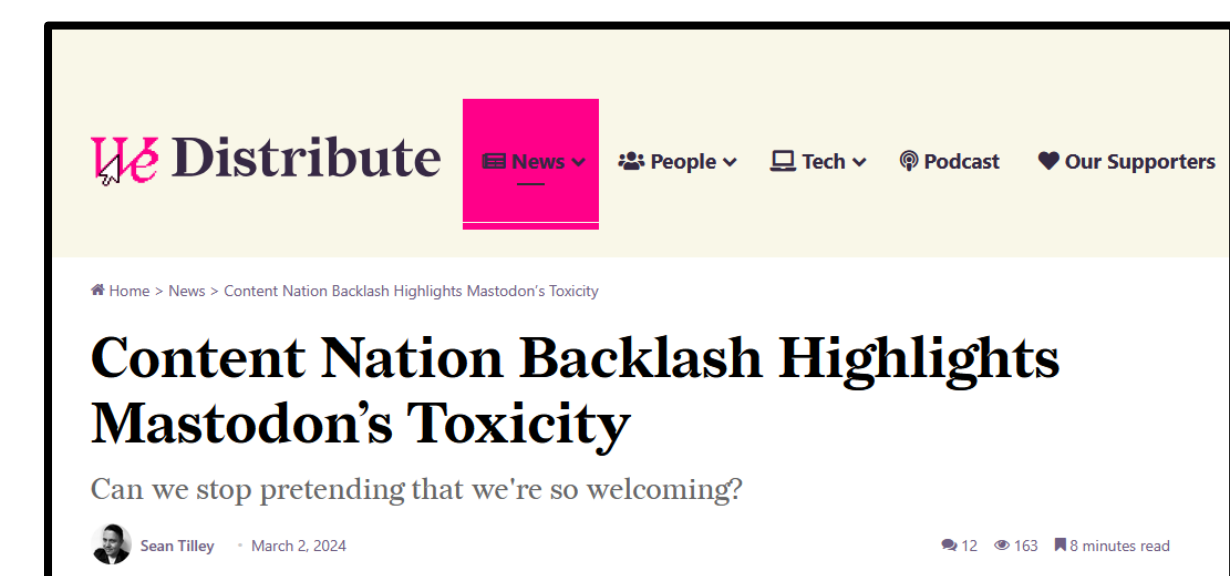 We Distribute News People Tech Podcast Our Supporters
Home > News > Content Nation Backlash Highlights Mastodon's Toxicity
Content Nation Backlash Highlights
Mastodon's Toxicity
Can we stop pretending that we're so welcoming?
Sean Tilley • March 2, 2024 12 163 8 minutes read